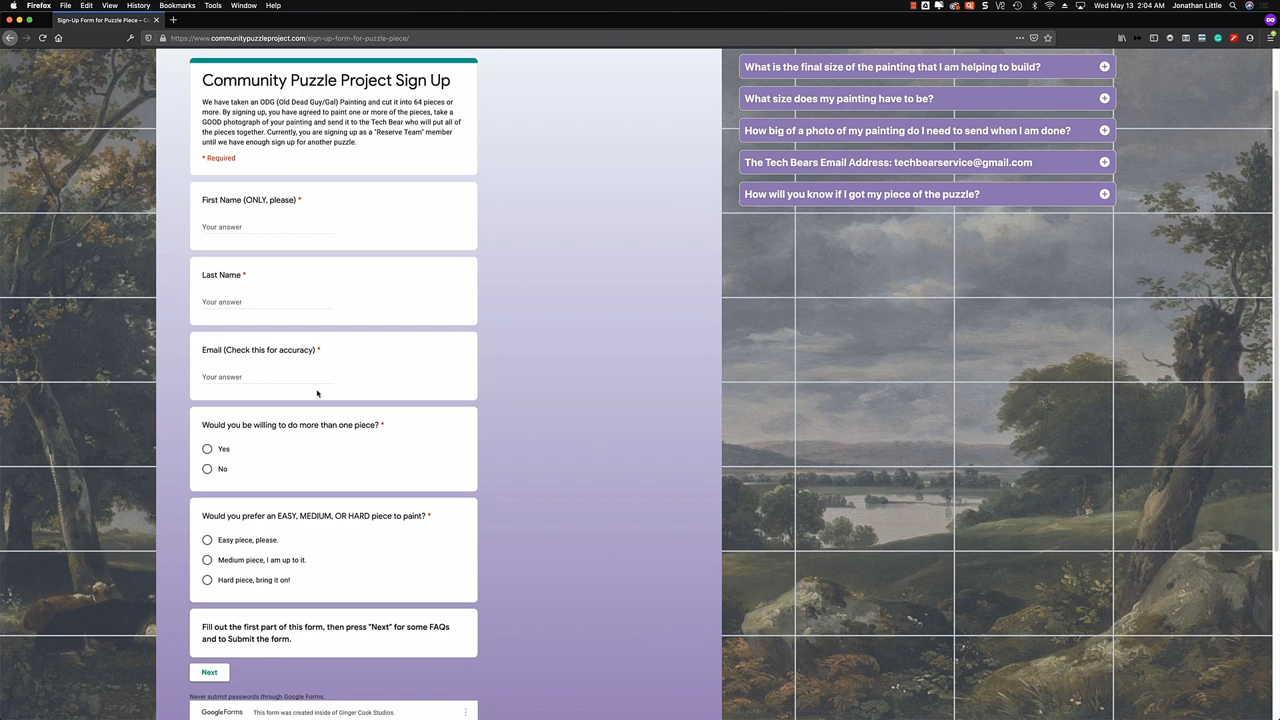 Firefox File Edit View History Bookmarks Tools Window Help
Wed May 13 2:04 AM Jonathan Little
Sign-Up Form for Puzzle Piece – Co
https://www.communitypuzzleproject.com/sign-up-form-for-puzzle-piece/
Community Puzzle Project Sign Up
We have taken an ODG (Old Dead Guy/Gal) Painting and cut it into 64 pieces or
more. By signing up, you have agreed to paint one or more of the pieces, take a
GOOD photograph of your painting and send it to the Tech Bear who will put all of
the pieces together. Currently, you are signing up as a "Reserve Team" member
until we have enough sign up for another puzzle.
* Required
First Name (ONLY, please) *
Your answer
Last Name *
Your answer
Email (Check this for accuracy) *
Your answer
Would you be willing to do more than one piece? *
Yes
No
Would you prefer an EASY, MEDIUM, OR HARD piece to paint? *
Easy piece, please.
Medium piece, I am up to it.
Hard piece, bring it on!
Fill out the first part of this form, then press "Next" for some FAQs
and to Submit the form.
Next
Never submit passwords through Google Forms.
Google Forms This form was created inside of Ginger Cook Studios.
What is the final size of the painting that I am helping to build?
What size does my painting have to be?
How big of a photo of my painting do I need to send when I am done?
The Tech Bears Email Address: techbearservice@gmail.com
How will you know if I got my piece of the puzzle?